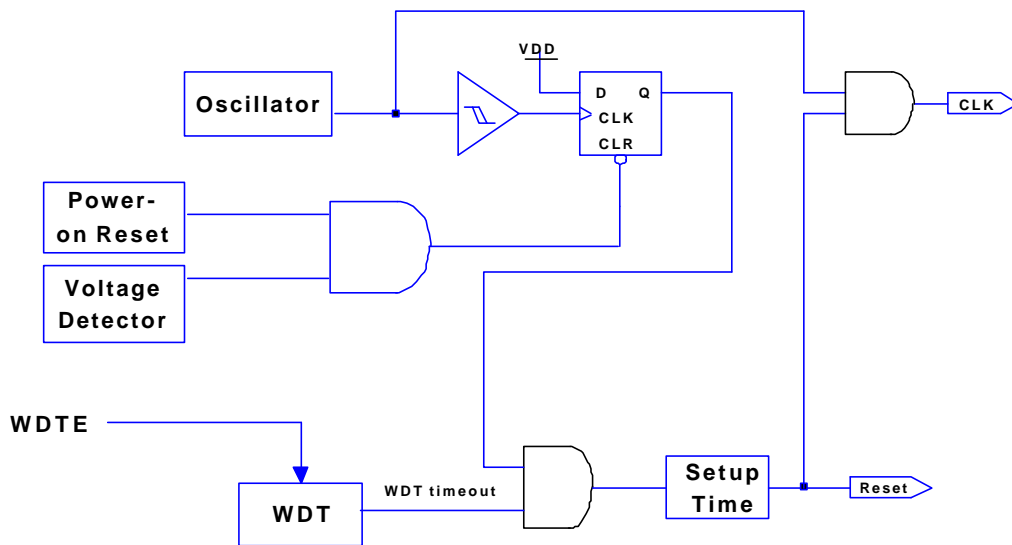 VDD
Oscillator
D Q
CLK
CLR
CLK
Power-
on Reset
Voltage
Detector
WDTE
WDT timeout
WDT
Setup
Time
Reset